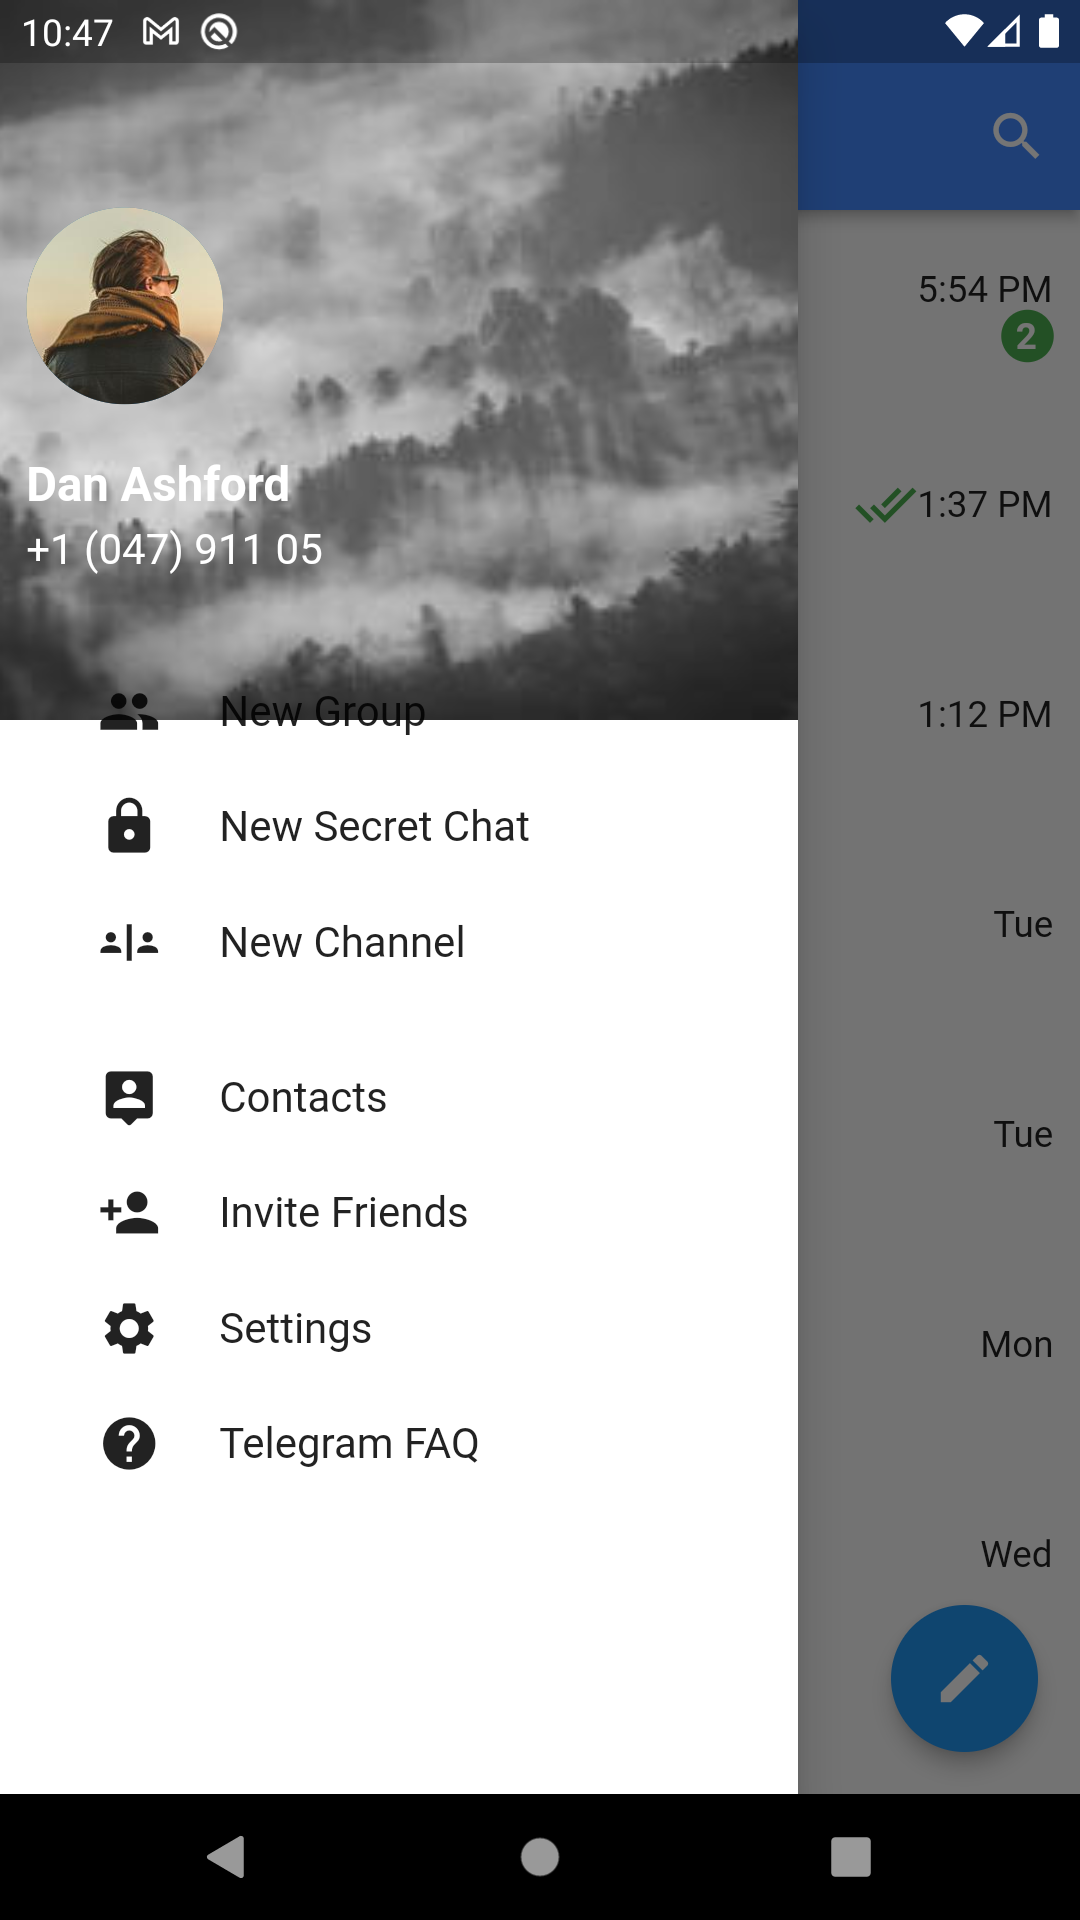 10:47
5:54 PM
2
Dan Ashford
+1 (047) 911 05
1:37 PM
New Group
1:12 PM
New Secret Chat
New Channel
Tue
Contacts
Tue
Invite Friends
Settings
Mon
Telegram FAQ
Wed